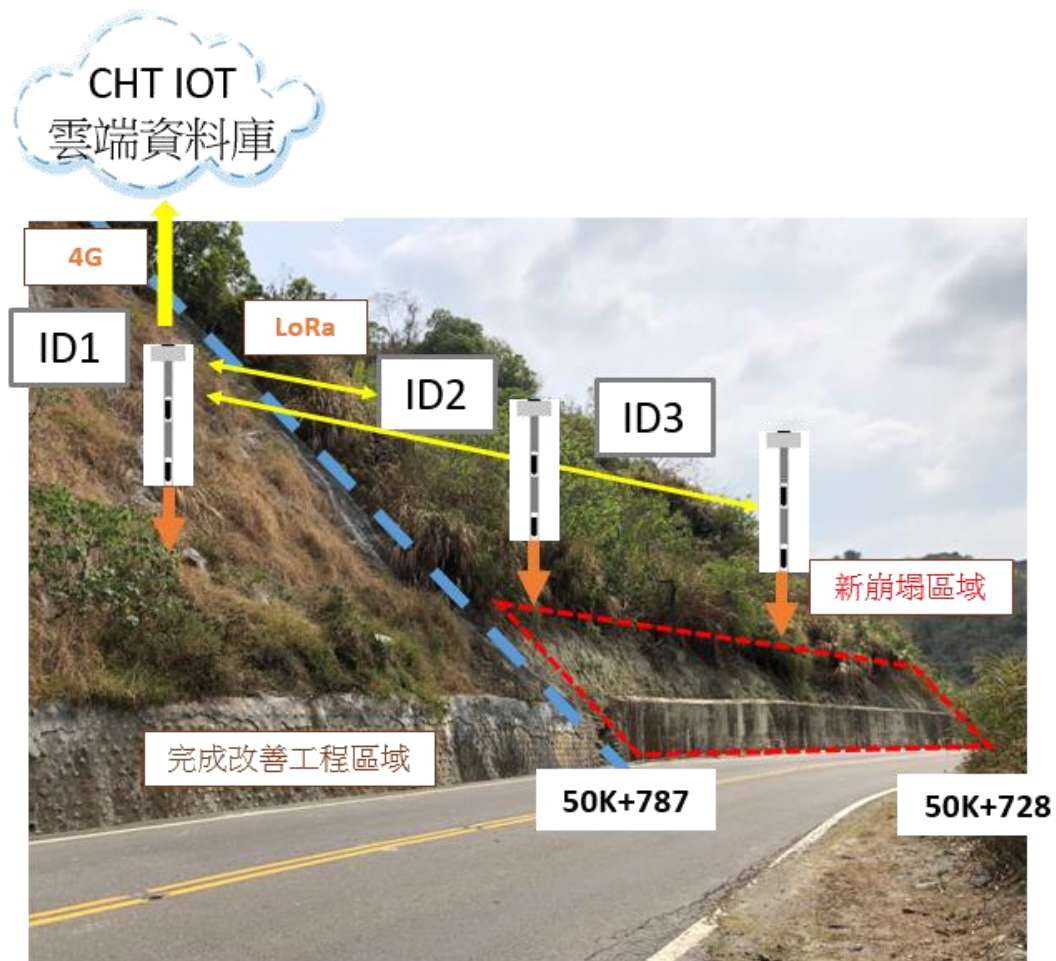 CHT IOT
雲端資料庫
4G
LoRa
ID1
ID2
ID3
新崩塌區域
完成改善工程區域
50K+787
50K+728